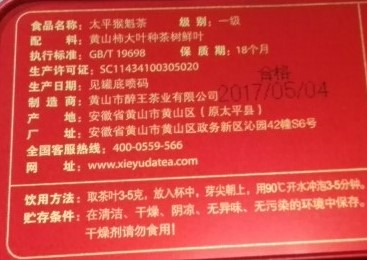 食品名称：太平猴魁茶 级 别：一级
配 料：黄山柿大叶种茶树鲜叶
执行标准：GB/T 19698 保 质 期：18个月
生产许可证：SC11434100305020
生产日期：见罐底喷码
合格
制 造 商：黄山市醉王茶业有限公司
2017/05/04
产 地：安徽省黄山市黄山区（原太平县）
厂 址：安徽省黄山市黄山区政务新区沁园42幢S6号
全国客服热线：400-0559-566
网 址：www.xieyudatea.com
饮用方法：取茶叶3-5克，放入杯中，芽尖朝上，用90℃开水冲泡3-5分钟。
贮存条件：在清洁、干燥、阴凉、无异味、无污染的环境中保存。
干燥剂请勿食用！